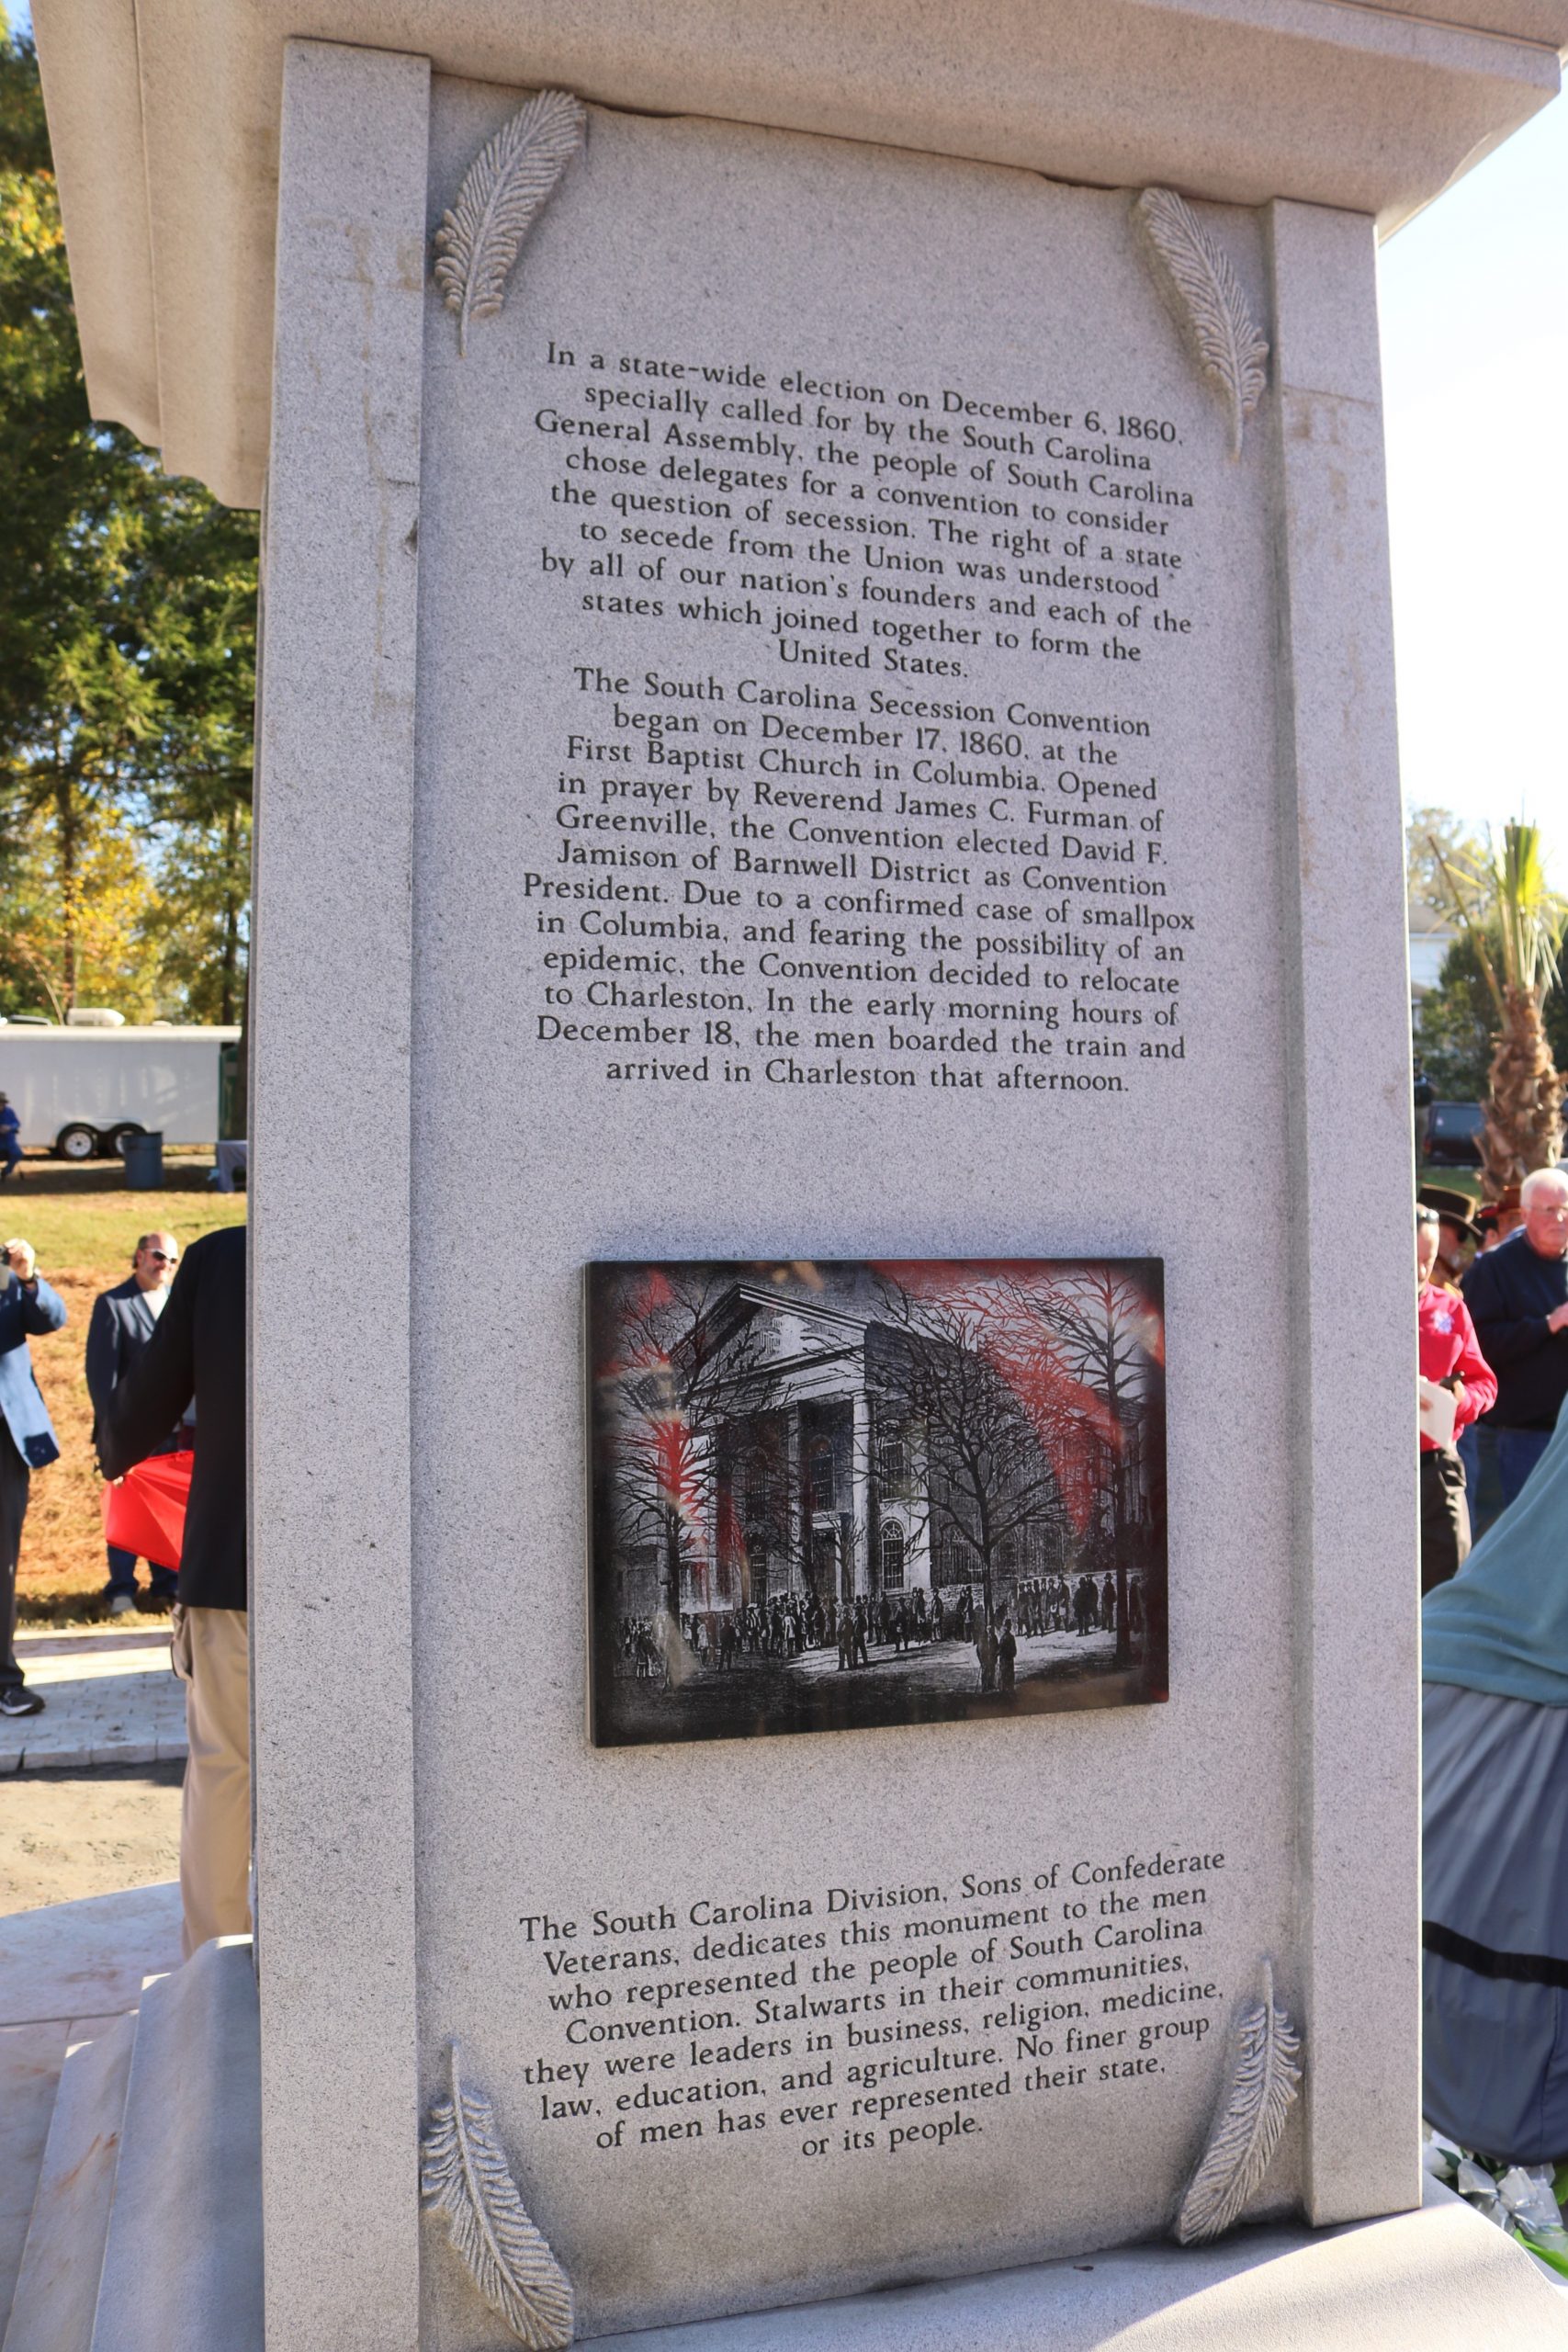 In a state-wide election on December 6, 1860,
specially called for by the South Carolina
General Assembly, the people of South Carolina
chose delegates for a convention to consider
the question of secession. The right of a state
to secede from the Union was understood
by all of our nation's founders and each of the
states which joined together to form the
United States.
The South Carolina Secession Convention
began on December 17, 1860, at the
First Baptist Church in Columbia. Opened
in prayer by Reverend James C. Furman of
Greenville, the Convention elected David F.
Jamison of Barnwell District as Convention
President. Due to a confirmed case of smallpox
in Columbia, and fearing the possibility of an
epidemic, the Convention decided to relocate
to Charleston. In the early morning hours of
December 18, the men boarded the train and
arrived in Charleston that afternoon.
The South Carolina Division, Sons of Confederate
Veterans, dedicates this monument to the men
who represented the people of South Carolina
Convention. Stalwarts in their communities,
they were leaders in business, religion, medicine,
law, education, and agriculture. No finer group
of men has ever represented their state,
or its people.